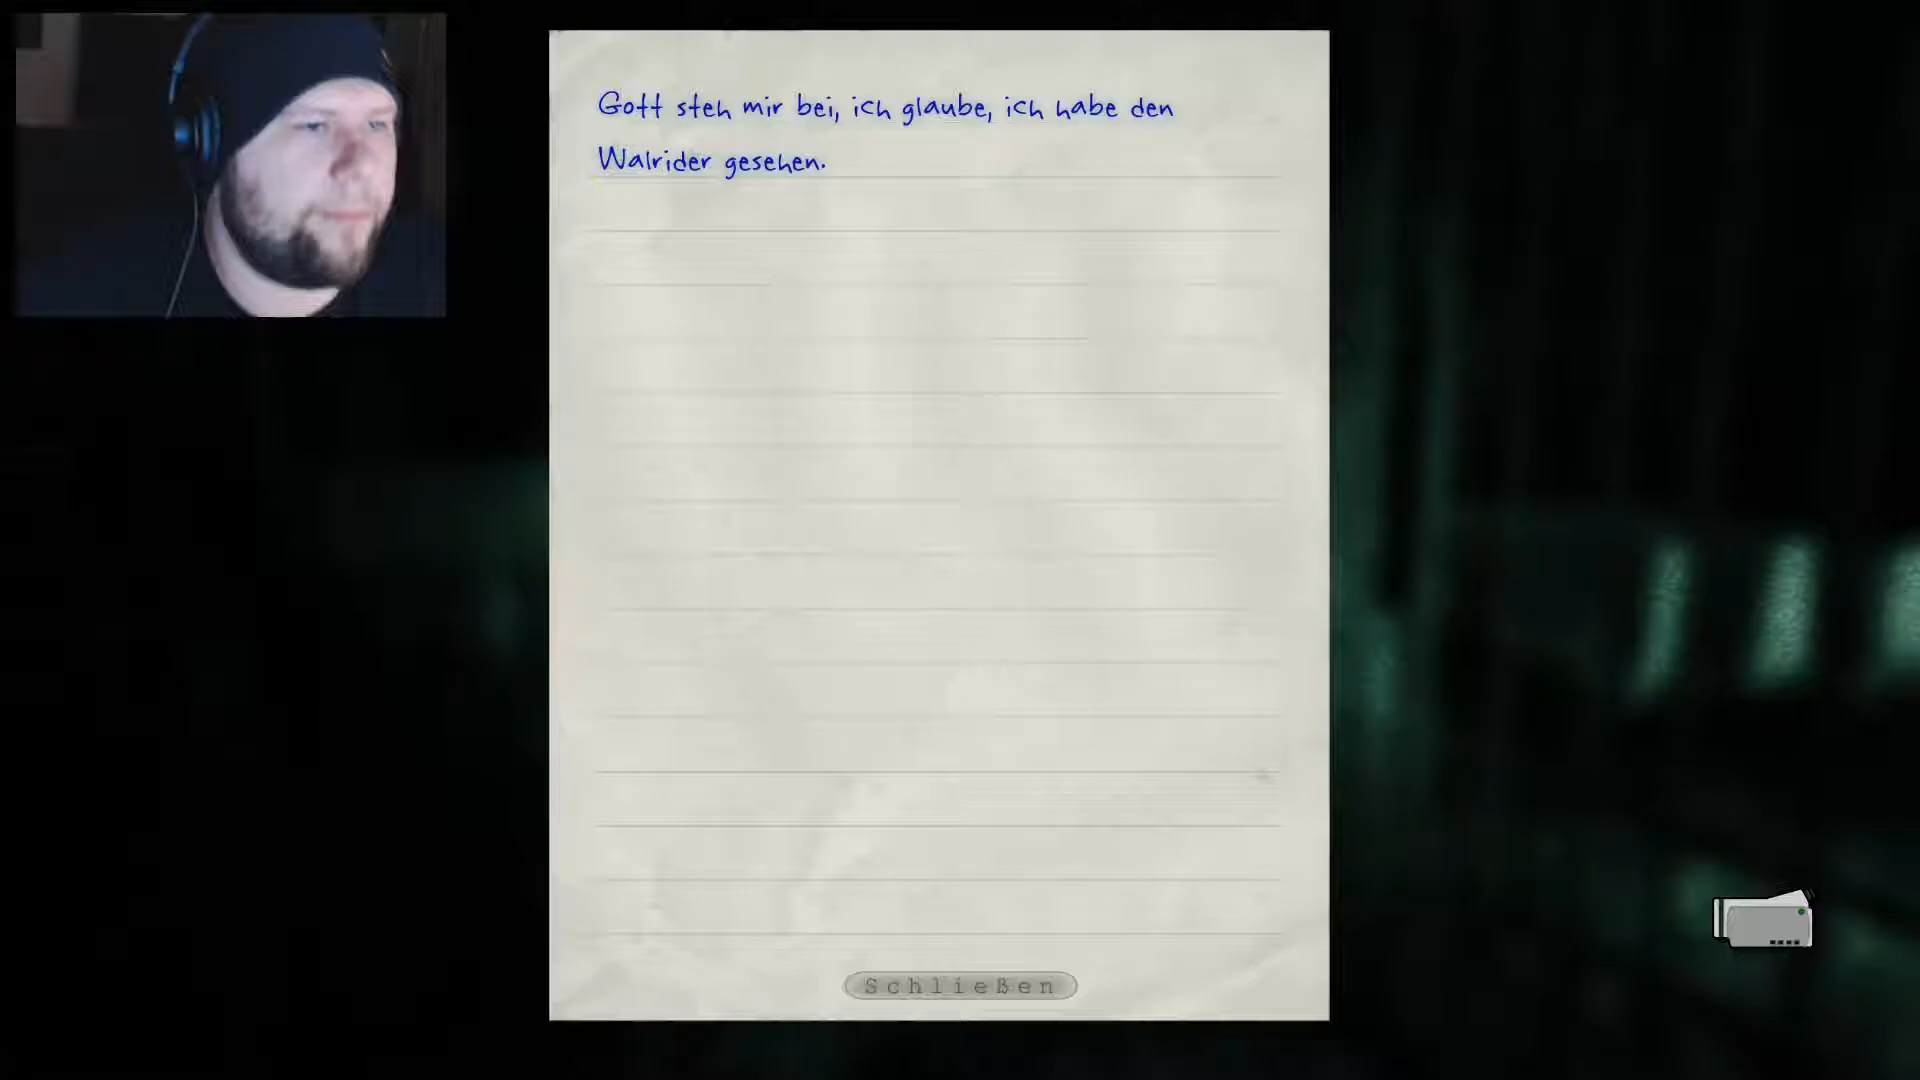 Gott steh mir bei, ich glaube, ich habe den
Walrider gesehen.
Schließen